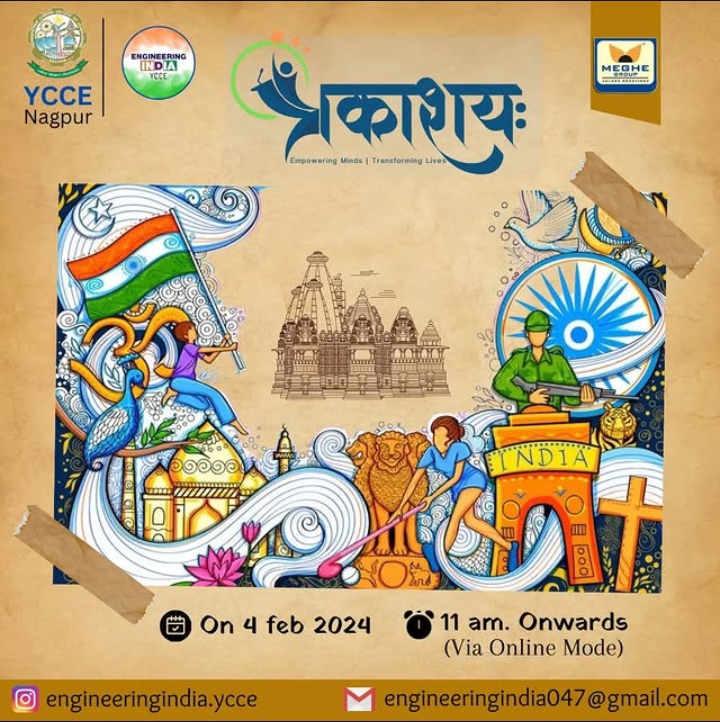 YCCE
Nagpur
ENGINEERING
INDIA
YCCE
प्रकाशयः
Empowering Minds | Transforming Lives
MEGHE
GROUP
INDIA
On 4 feb 2024
11 am. Onwards
(Via Online Mode)
engineeringindia.ycce
engineeringindia047@gmail.com